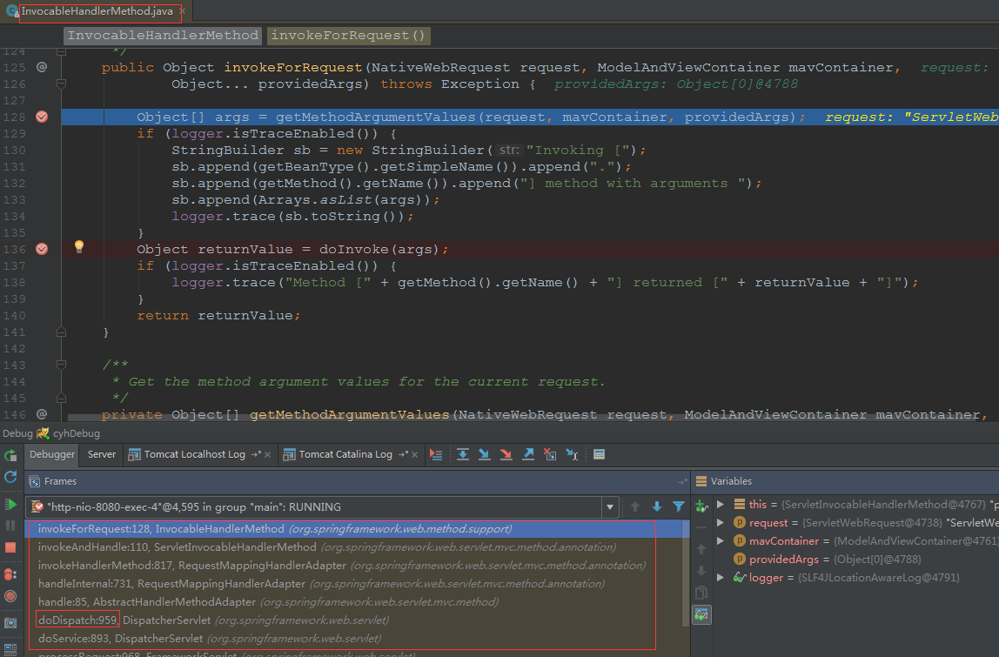 InvocableHandlerMethod.java ×
InvocableHandlerMethod invokeForRequest()
124 */
125 @ public Object invokeForRequest(NativeWebRequest request, ModelAndViewContainer mavContainer, request:
126 Object... providedArgs) throws Exception { providedArgs: Object[0]@4788
127
128 Object[] args = getMethodArgumentValues(request, mavContainer, providedArgs); request: "ServletWeb
129 if (logger.isTraceEnabled()) {
130 StringBuilder sb = new StringBuilder( str: "Invoking [");
131 sb.append(getBeanType().getSimpleName()).append(".");
132 sb.append(getMethod().getName()).append("] method with arguments ");
133 sb.append(Arrays.asList(args));
134 logger.trace(sb.toString());
135 }
136 Object returnValue = doInvoke(args);
137 if (logger.isTraceEnabled()) {
138 logger.trace("Method [" + getMethod().getName() + "] returned [" + returnValue + "]");
139 }
140 return returnValue;
141 }
142
143 /**
144 * Get the method argument values for the current request.
145 */
146 @ private Object[] getMethodArgumentValues(NativeWebRequest request, ModelAndViewContainer mavContainer,
Debug cyhDebug
Debugger Server Tomcat Localhost Log →* × Tomcat Catalina Log →* ×
Frames →* Variables
"http-nio-8080-exec-4"@4,595 in group "main": RUNNING
invokeForRequest:128, InvocableHandlerMethod (org.springframework.web.method.support)
invokeAndHandle:110, ServletInvocableHandlerMethod (org.springframework.web.servlet.mvc.method.annotation)
invokeHandlerMethod:817, RequestMappingHandlerAdapter (org.springframework.web.servlet.mvc.method.annotation)
handleInternal:731, RequestMappingHandlerAdapter (org.springframework.web.servlet.mvc.method.annotation)
handle:85, AbstractHandlerMethodAdapter (org.springframework.web.servlet.mvc.method)
doDispatch:959, DispatcherServlet (org.springframework.web.servlet)
doService:893, DispatcherServlet (org.springframework.web.servlet)
processRequest:968, FrameworkServlet (org.springframework.web.servlet)
this = {ServletInvocableHandlerMethod@4767} "p
request = {ServletWebRequest@4738} "ServletWe
mavContainer = {ModelAndViewContainer@4761}
providedArgs = {Object[0]@4788}
logger = {SLF4JLocationAwareLog@4791}